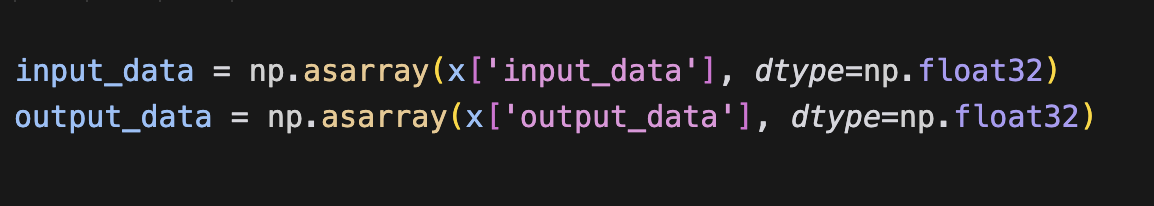 input_data = np.asarray(x['input_data'], dtype=np.float32)
output_data = np.asarray(x['output_data'], dtype=np.float32)